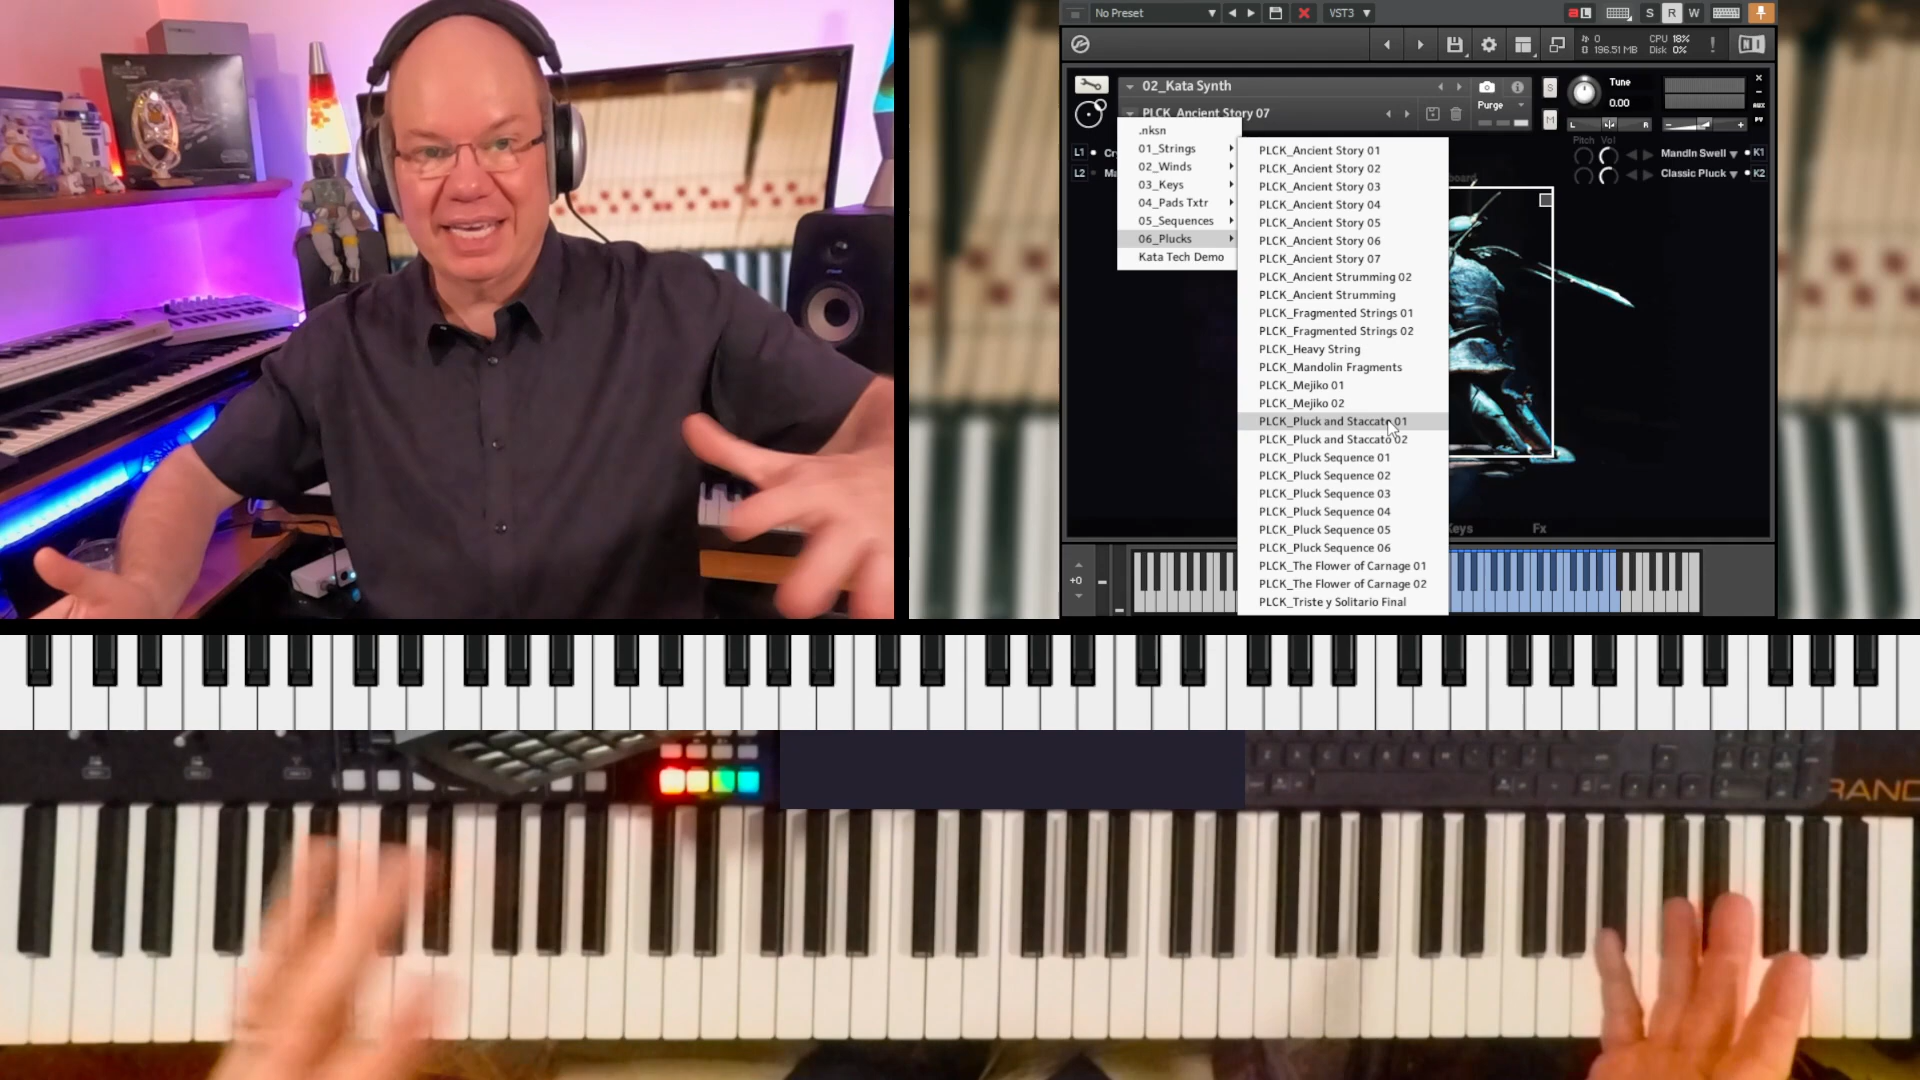 No Preset
VST3
aL
S
R
W
0
196.51 MB
CPU 18%
Disk 0%
!
02_Kata Synth
S
Tune
0.00
PLCK_Ancient Story 07
Purge
M
L
R
AUX
PV
.nksn
01_Strings
02_Winds
03_Keys
04_Pads Txtr
05_Sequences
06_Plucks
Kata Tech Demo
PLCK_Ancient Story 01
PLCK_Ancient Story 02
PLCK_Ancient Story 03
PLCK_Ancient Story 04
PLCK_Ancient Story 05
PLCK_Ancient Story 06
PLCK_Ancient Story 07
PLCK_Ancient Strumming 02
PLCK_Ancient Strumming
PLCK_Fragmented Strings 01
PLCK_Fragmented Strings 02
PLCK_Heavy String
PLCK_Mandolin Fragments
PLCK_Mejiko 01
PLCK_Mejiko 02
PLCK_Pluck and Staccato 01
PLCK_Pluck and Staccato 02
PLCK_Pluck Sequence 01
PLCK_Pluck Sequence 02
PLCK_Pluck Sequence 03
PLCK_Pluck Sequence 04
PLCK_Pluck Sequence 05
PLCK_Pluck Sequence 06
PLCK_The Flower of Carnage 01
PLCK_The Flower of Carnage 02
PLCK_Triste y Solitario Final
L1
L2
Pitch Vol
MandIn Swell
K1
Classic Pluck
K2
Keys
Fx
+0
RAND